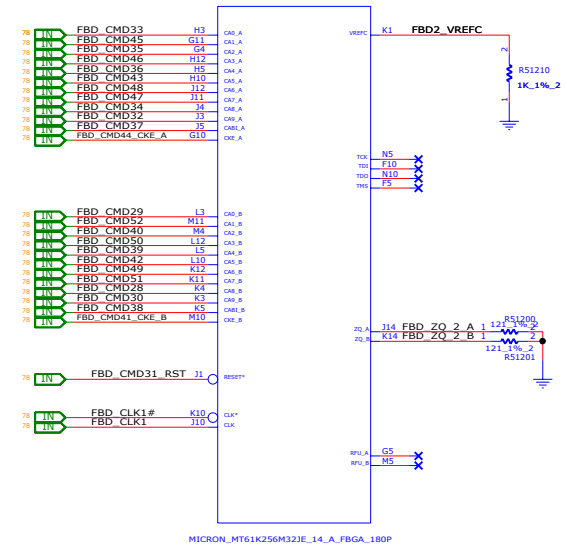 78 IN FBD_CMD33 H3 CA0_A
78 IN FBD_CMD45 G11 CA1_A
78 IN FBD_CMD35 G4 CA2_A
78 IN FBD_CMD46 H12 CA3_A
78 IN FBD_CMD36 H5 CA4_A
78 IN FBD_CMD43 H10 CA5_A
78 IN FBD_CMD48 J12 CA6_A
78 IN FBD_CMD47 J11 CA7_A
78 IN FBD_CMD34 J4 CA8_A
78 IN FBD_CMD32 J3 CA9_A
78 IN FBD_CMD37 J5 CABI_A
78 IN FBD_CMD44_CKE_A G10 CKE_A
VREFC K1 FBD2_VREFC
2
R51210
1K_1%_2
1
TCK N5
TDI F10
TDO N10
TMS F5
78 IN FBD_CMD29 L3 CA0_B
78 IN FBD_CMD52 M11 CA1_B
78 IN FBD_CMD40 M4 CA2_B
78 IN FBD_CMD50 L12 CA3_B
78 IN FBD_CMD39 L5 CA4_B
78 IN FBD_CMD42 L10 CA5_B
78 IN FBD_CMD49 K12 CA6_B
78 IN FBD_CMD51 K11 CA7_B
78 IN FBD_CMD28 K4 CA8_B
78 IN FBD_CMD30 K3 CA9_B
78 IN FBD_CMD38 K5 CABI_B
78 IN FBD_CMD41_CKE_B M10 CKE_B
R51200
121_1%_2
ZQ_A J14 FBD_ZQ_2_A 1 2
ZQ_B K14 FBD_ZQ_2_B 1 2
121_1%_2
R51201
78 IN FBD_CMD31_RST J1 RESET*
78 IN FBD_CLK1# K10 CLK*
78 IN FBD_CLK1 J10 CLK
RFU_A G5
RFU_B M5
MICRON_MT61K256M32JE_14_A_FBGA_180P